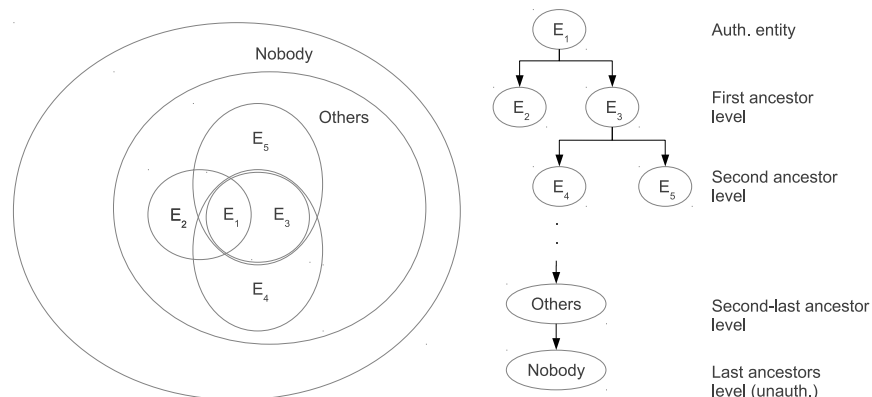 Nobody
Others
E5
E2
E1
E3
E4
E1
Auth. entity
E2
E3
First ancestor
level
E4
E5
Second ancestor
level
Others
Second-last ancestor
level
Nobody
Last ancestors
level (unauth.)